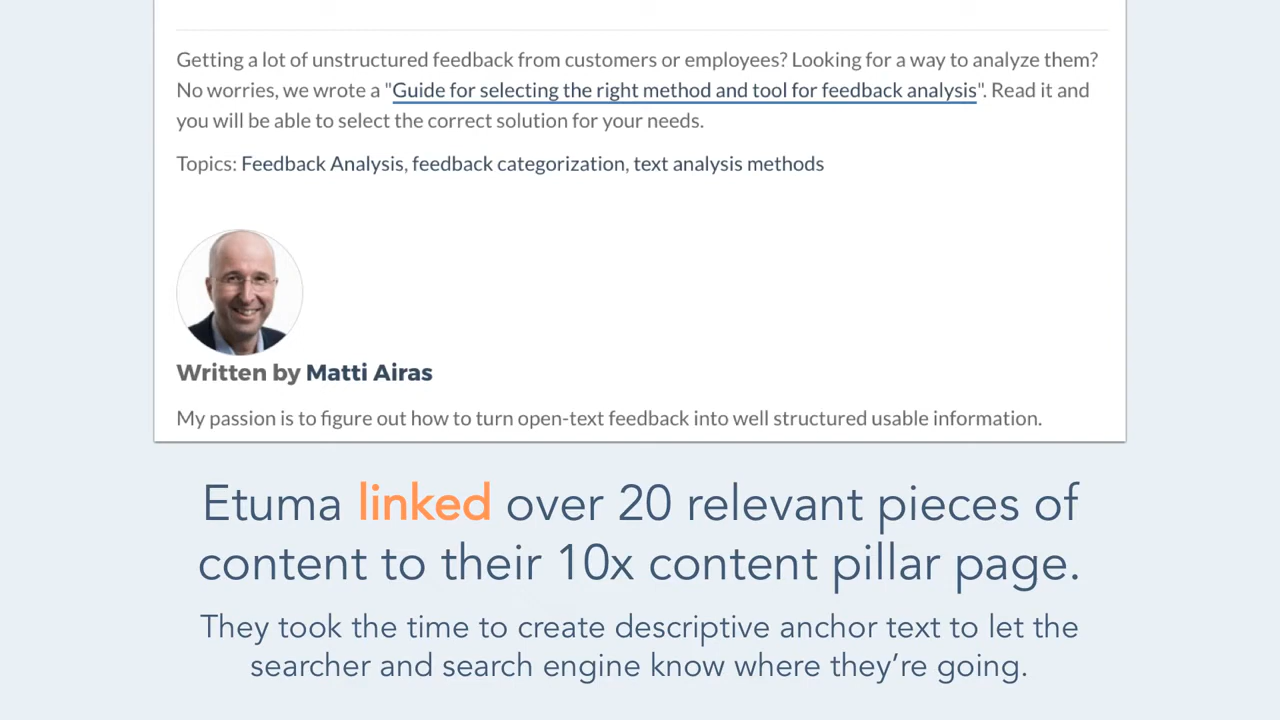 Getting a lot of unstructured feedback from customers or employees? Looking for a way to analyze them?
No worries, we wrote a "Guide for selecting the right method and tool for feedback analysis". Read it and
you will be able to select the correct solution for your needs.
Topics: Feedback Analysis, feedback categorization, text analysis methods
Written by Matti Airas
My passion is to figure out how to turn open-text feedback into well structured usable information.
Etuma linked over 20 relevant pieces of
content to their 10x content pillar page.
They took the time to create descriptive anchor text to let the
searcher and search engine know where they’re going.